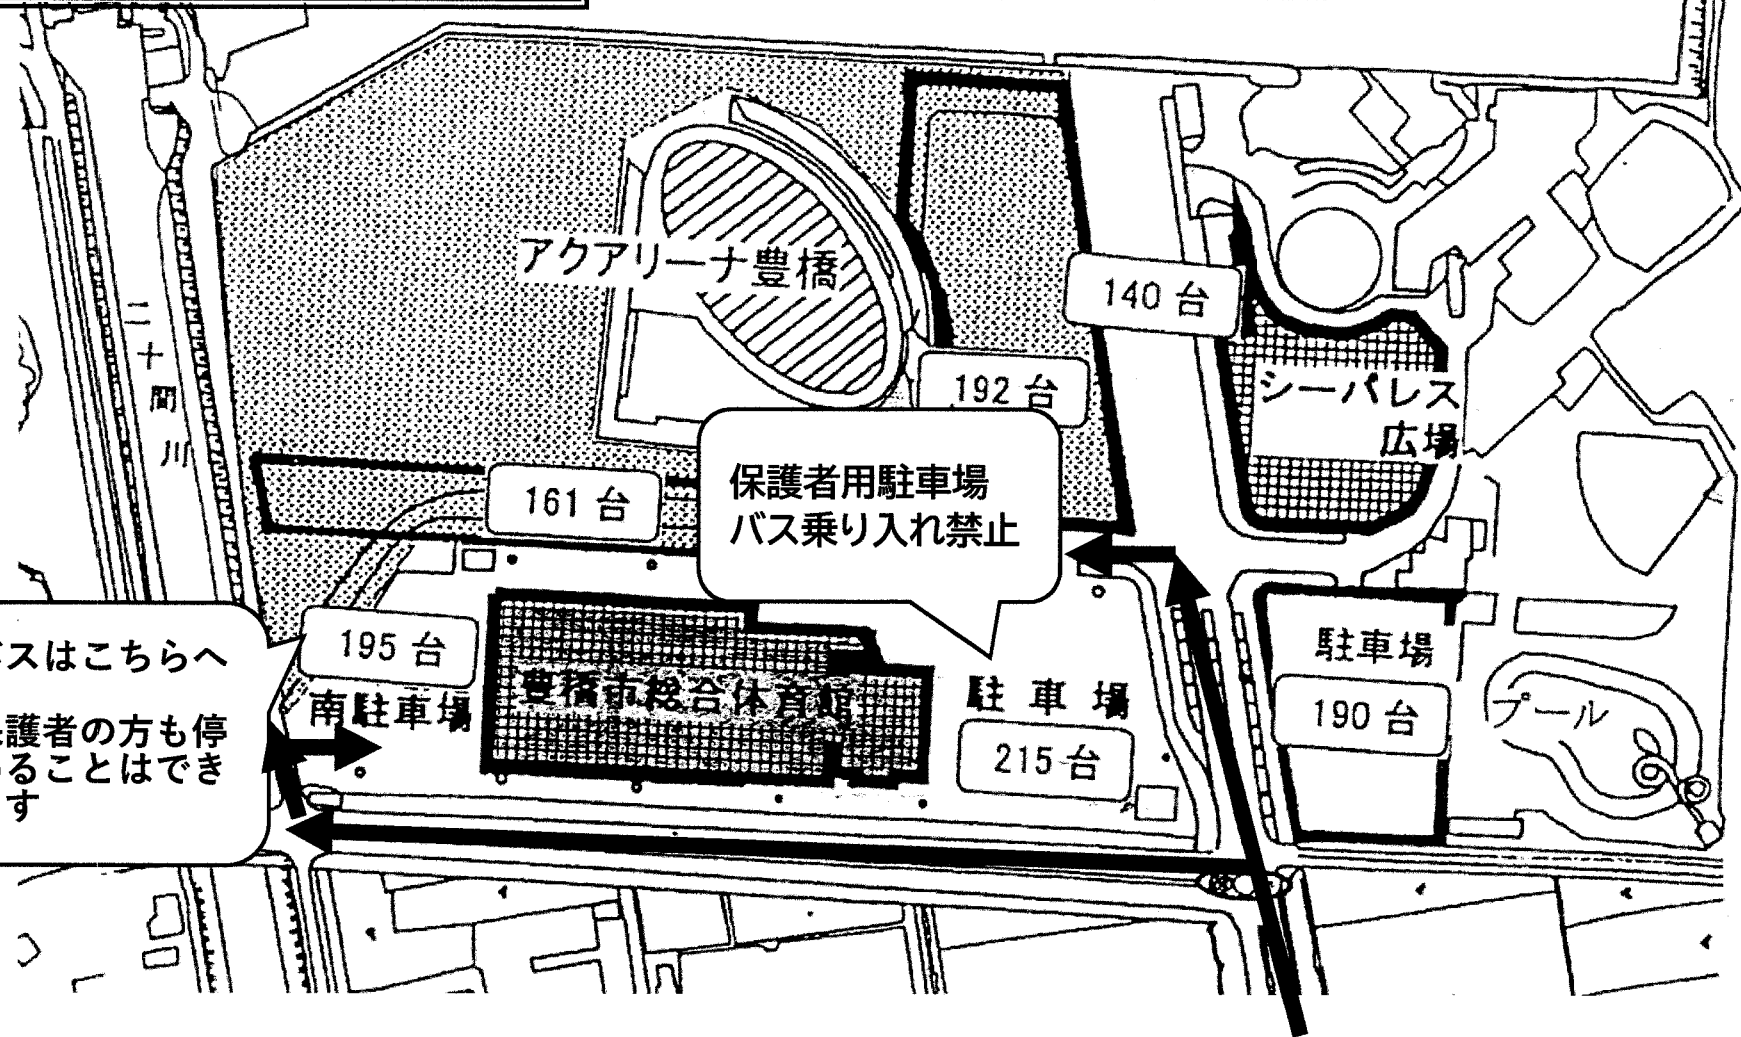 アクアリーナ豊橋
140 台
192 台
シーパレス
広場
二十間川
161 台
保護者用駐車場
バス乗り入れ禁止
バスはこちらへ
護者の方も停
ることはでき
す
195 台
南駐車場
豊橋市総合体育館
駐車場
215 台
駐車場
190 台
プール